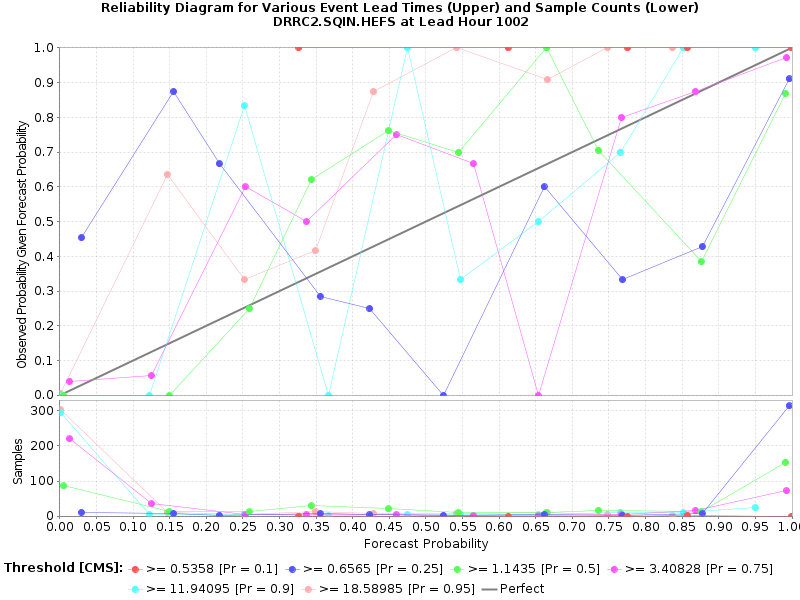 Reliability Diagram for Various Event Lead Times (Upper) and Sample Counts (Lower)
DRRC2.SQIN.HEFS at Lead Hour 1002
Observed Probability Given Forecast Probability
1.0
0.9
0.8
0.7
0.6
0.5
0.4
0.3
0.2
0.1
0.0
Samples
300
200
100
0
0.00 0.05 0.10 0.15 0.20 0.25 0.30 0.35 0.40 0.45 0.50 0.55 0.60 0.65 0.70 0.75 0.80 0.85 0.90 0.95 1.00
Forecast Probability
Threshold [CMS]: >= 0.5358 [Pr = 0.1] >= 0.6565 [Pr = 0.25] >= 1.1435 [Pr = 0.5] >= 3.40828 [Pr = 0.75]
>= 11.94095 [Pr = 0.9] >= 18.58985 [Pr = 0.95] Perfect